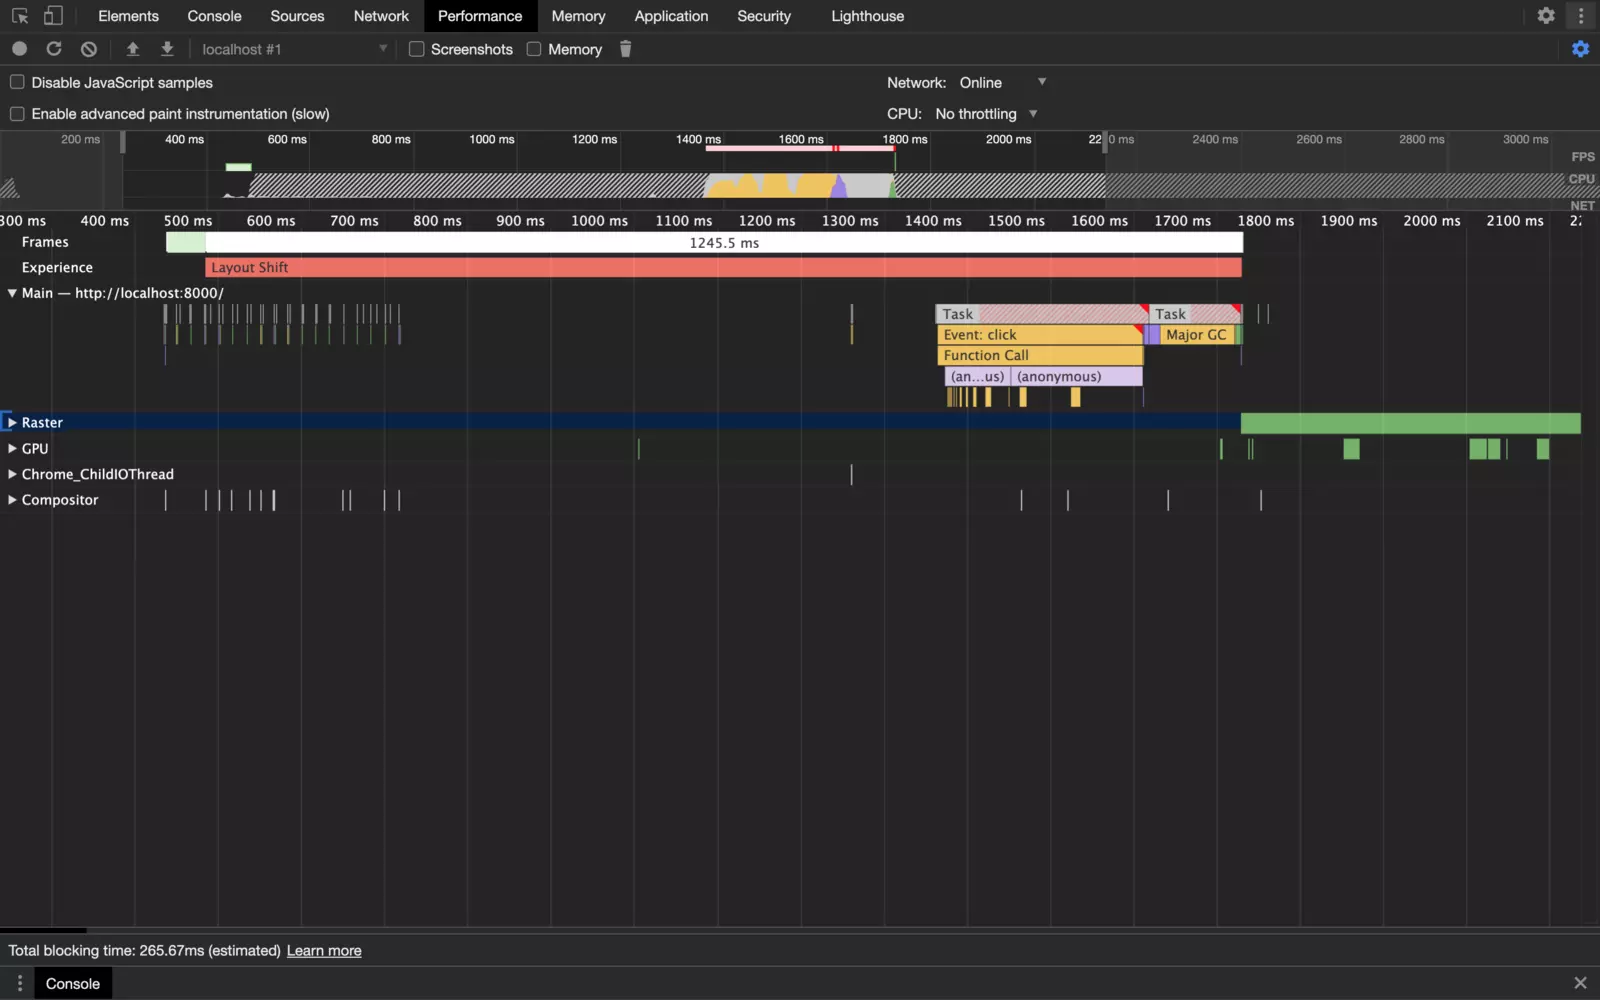 Elements Console Sources Network Performance Memory Application Security Lighthouse
localhost #1 Screenshots Memory
Disable JavaScript samples Network: Online
Enable advanced paint instrumentation (slow) CPU: No throttling
200 ms 400 ms 600 ms 800 ms 1000 ms 1200 ms 1400 ms 1600 ms 1800 ms 2000 ms 2200 ms 2400 ms 2600 ms 2800 ms 3000 ms
FPS
CPU
NET
300 ms 400 ms 500 ms 600 ms 700 ms 800 ms 900 ms 1000 ms 1100 ms 1200 ms 1300 ms 1400 ms 1500 ms 1600 ms 1700 ms 1800 ms 1900 ms 2000 ms 2100 ms
Frames 1245.5 ms
Experience Layout Shift
Main — http://localhost:8000/
Task Task
Event: click Major GC
Function Call
(an...us) (anonymous)
Raster
GPU
Chrome_ChildIOThread
Compositor
Total blocking time: 265.67ms (estimated) Learn more
Console